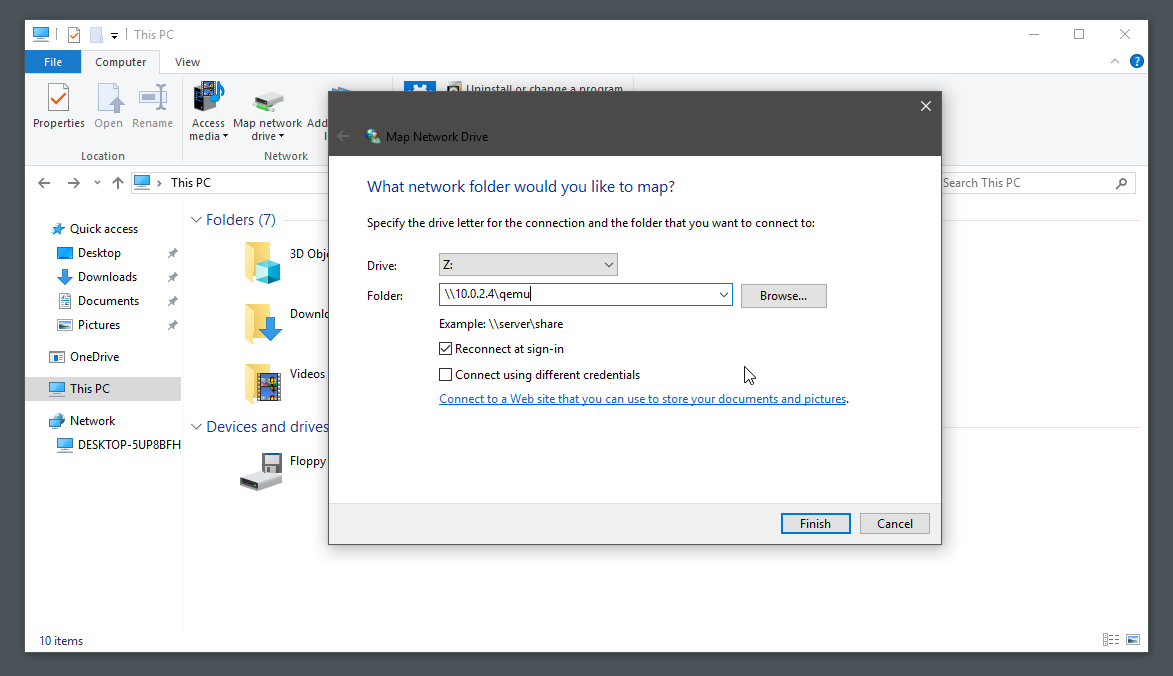 This PC
File
Computer
View
Uninstall or change a program
Properties
Open
Rename
Access media
Map network drive
Add
Location
Network
This PC
Search This PC
Quick access
Desktop
Downloads
Documents
Pictures
OneDrive
This PC
Network
DESKTOP-5UP8BFH
Folders (7)
3D Obj
Downlo
Videos
Devices and drives
Floppy
Map Network Drive
What network folder would you like to map?
Specify the drive letter for the connection and the folder that you want to connect to:
Drive:
Z:
Folder:
\\10.0.2.4\qemu
Browse...
Example: \\server\share
Reconnect at sign-in
Connect using different credentials
Connect to a Web site that you can use to store your documents and pictures.
Finish
Cancel
10 items